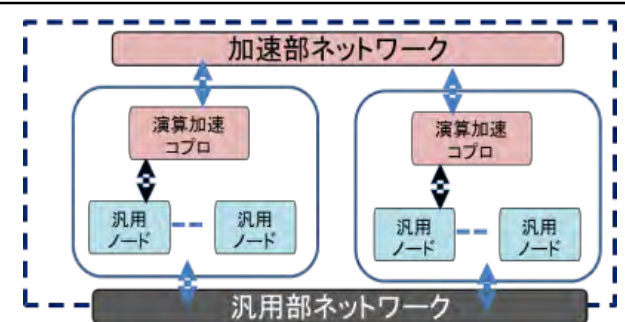 加速部ネットワーク
演算加速
コプロ
演算加速
コプロ
汎用
ノード
汎用
ノード
汎用
ノード
汎用
ノード
汎用部ネットワーク